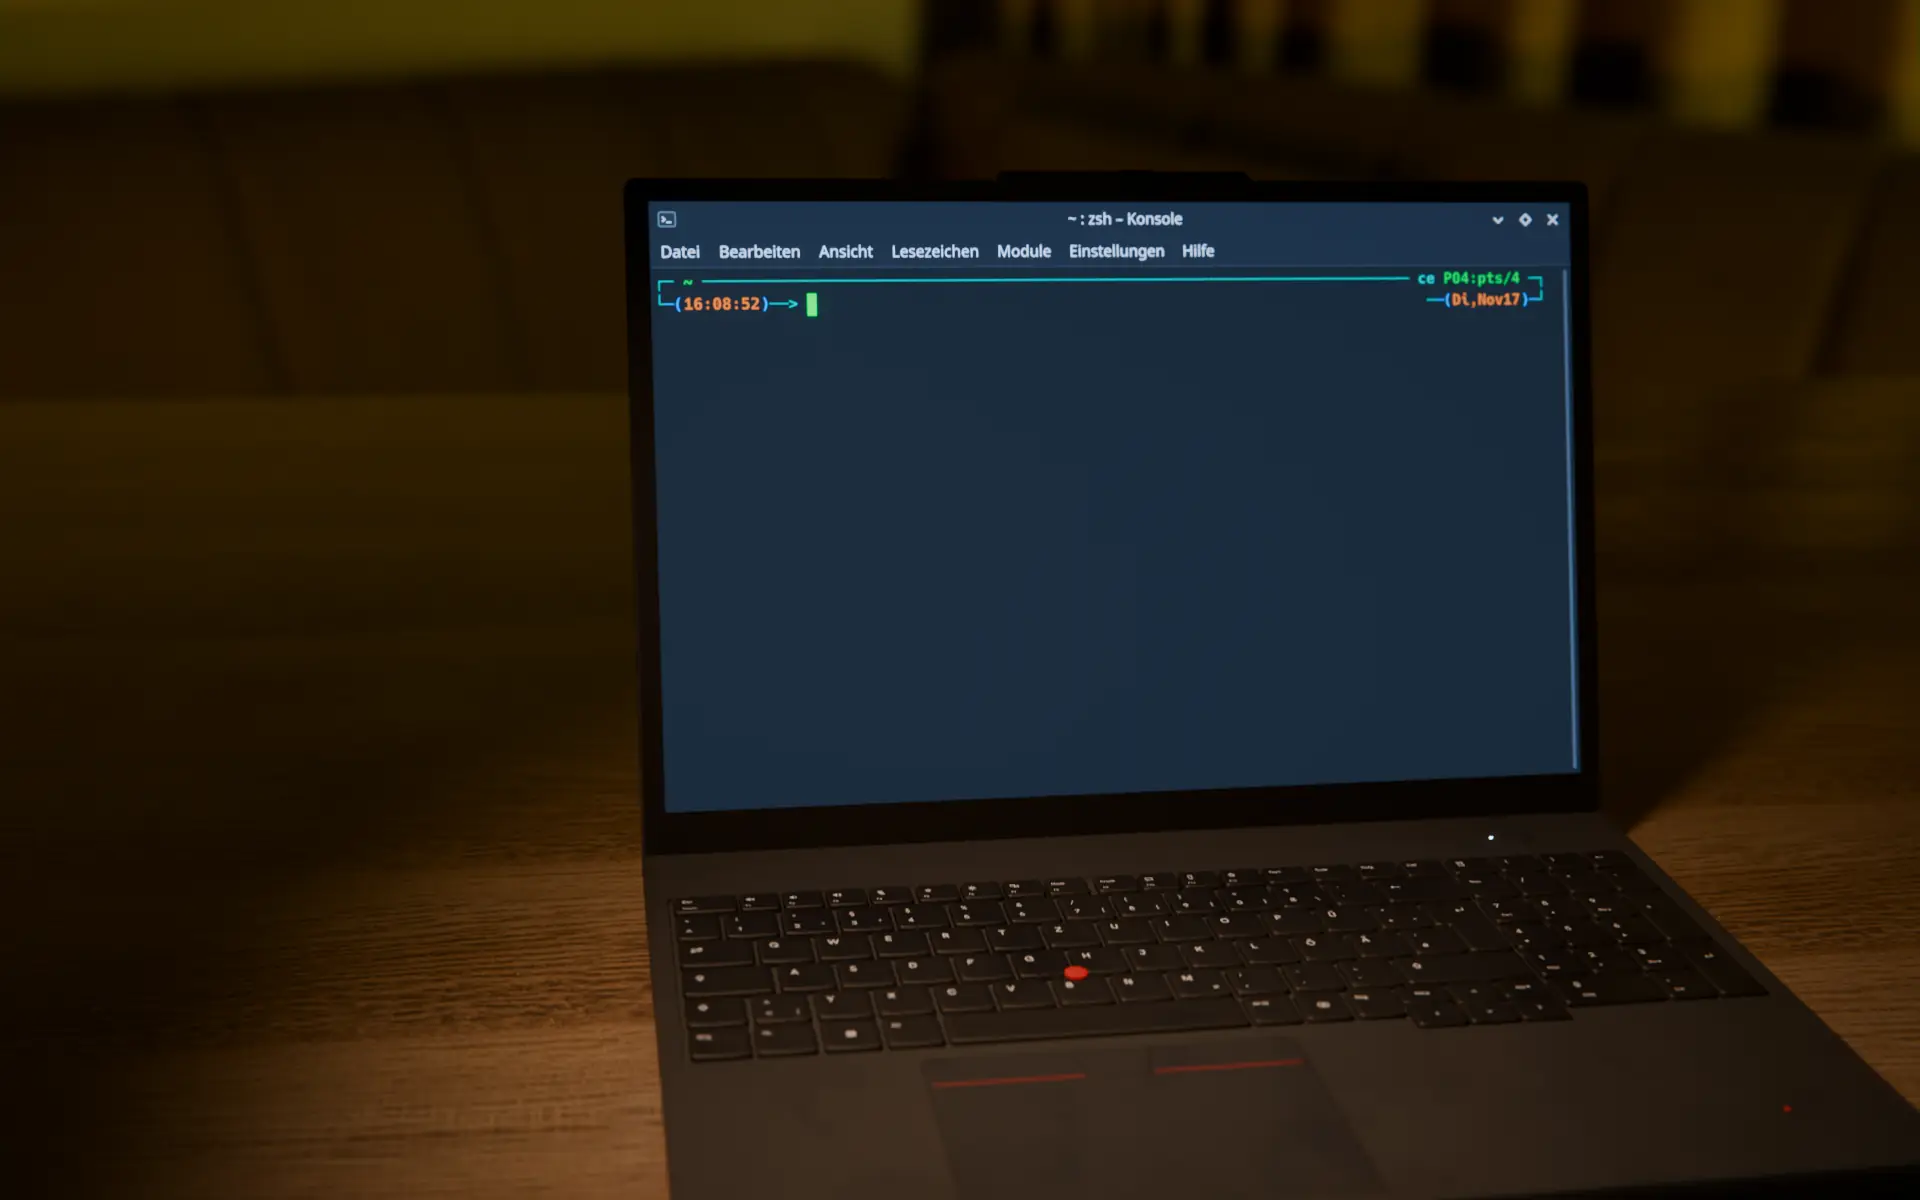 ~ : zsh – Konsole
Datei Bearbeiten Ansicht Lesezeichen Module Einstellungen Hilfe
~ ce P04:pts/4
(16:08:52)—> —(Di,Nov17)
Q W E R T Z U I O P Ü
A S D F G H J K L Ö Ä
Y X C V B N M